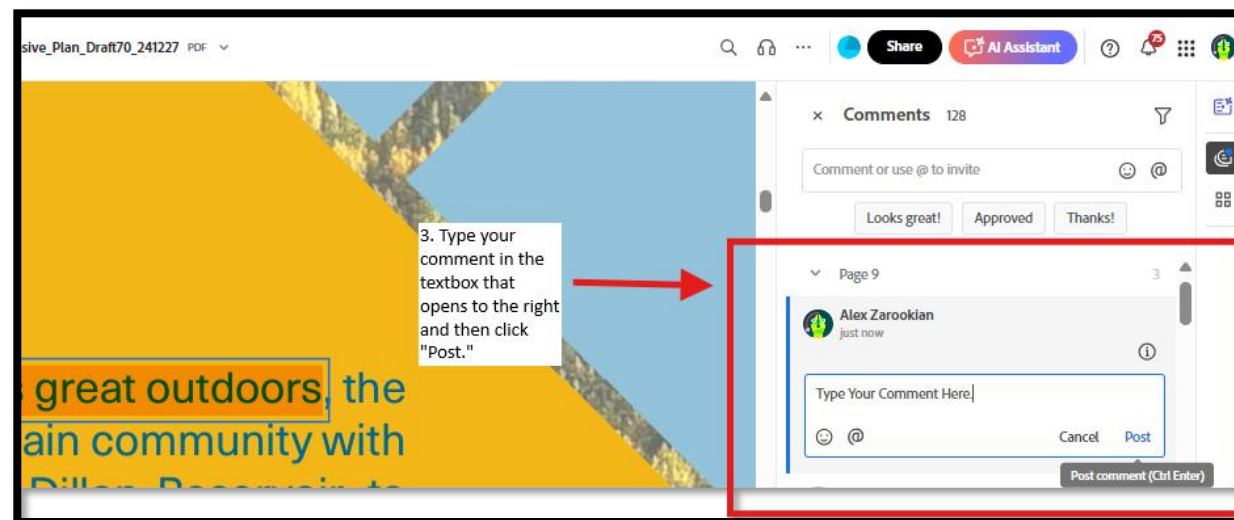 sive_Plan_Draft70_241227 PDF
Share
AI Assistant
75
× Comments 128
Comment or use @ to invite
@
Looks great!
Approved
Thanks!
3. Type your
comment in the
textbox that
opens to the right
and then click
"Post."
Page 9 3
Alex Zarookian
just now
Type Your Comment Here.
@ Cancel Post
Post comment (Ctrl Enter)
great outdoors, the
ain community with